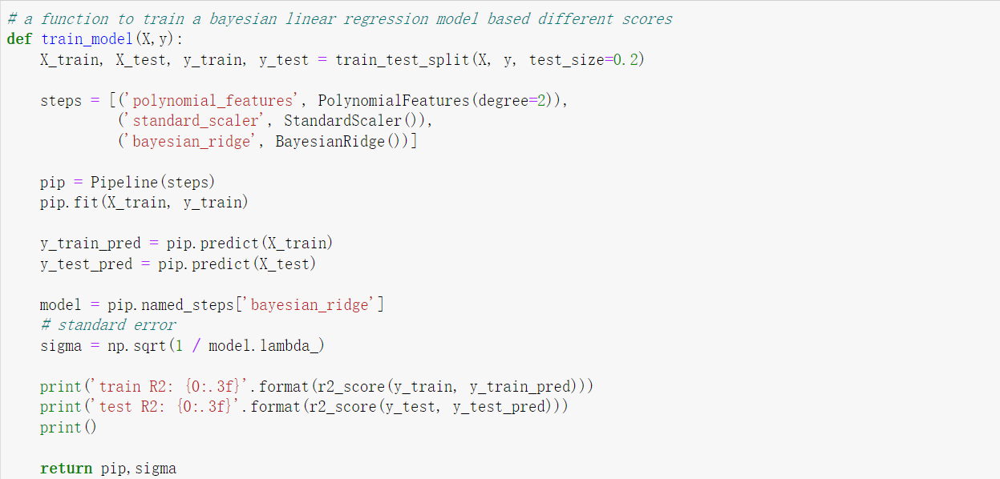 # a function to train a bayesian linear regression model based different scores
def train_model(X,y):
    X_train, X_test, y_train, y_test = train_test_split(X, y, test_size=0.2)

    steps = [('polynomial_features', PolynomialFeatures(degree=2)),
             ('standard_scaler', StandardScaler()),
             ('bayesian_ridge', BayesianRidge())]

    pip = Pipeline(steps)
    pip.fit(X_train, y_train)

    y_train_pred = pip.predict(X_train)
    y_test_pred = pip.predict(X_test)

    model = pip.named_steps['bayesian_ridge']
    # standard error
    sigma = np.sqrt(1 / model.lambda_)

    print('train R2: {0:.3f}'.format(r2_score(y_train, y_train_pred)))
    print('test R2: {0:.3f}'.format(r2_score(y_test, y_test_pred)))
    print()

    return pip,sigma